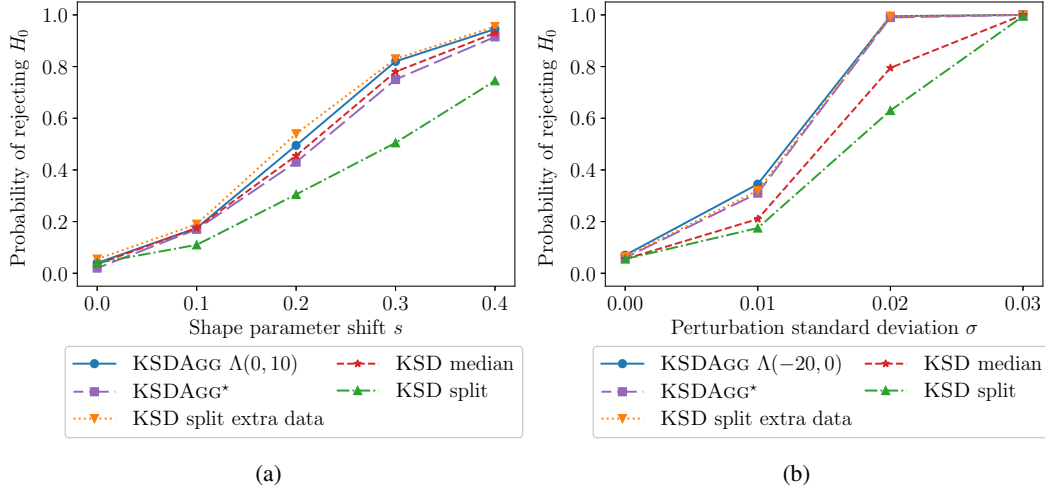 Probability of rejecting H₀
1.0
0.8
0.6
0.4
0.2
0.0
0.0 0.1 0.2 0.3 0.4
Shape parameter shift s
KSDAGG Λ(0, 10)
KSDAGG⋆
KSD split extra data
KSD median
KSD split
(a)
Probability of rejecting H₀
1.0
0.8
0.6
0.4
0.2
0.0
0.00 0.01 0.02 0.03
Perturbation standard deviation σ
KSDAGG Λ(−20, 0)
KSDAGG⋆
KSD split extra data
KSD median
KSD split
(b)